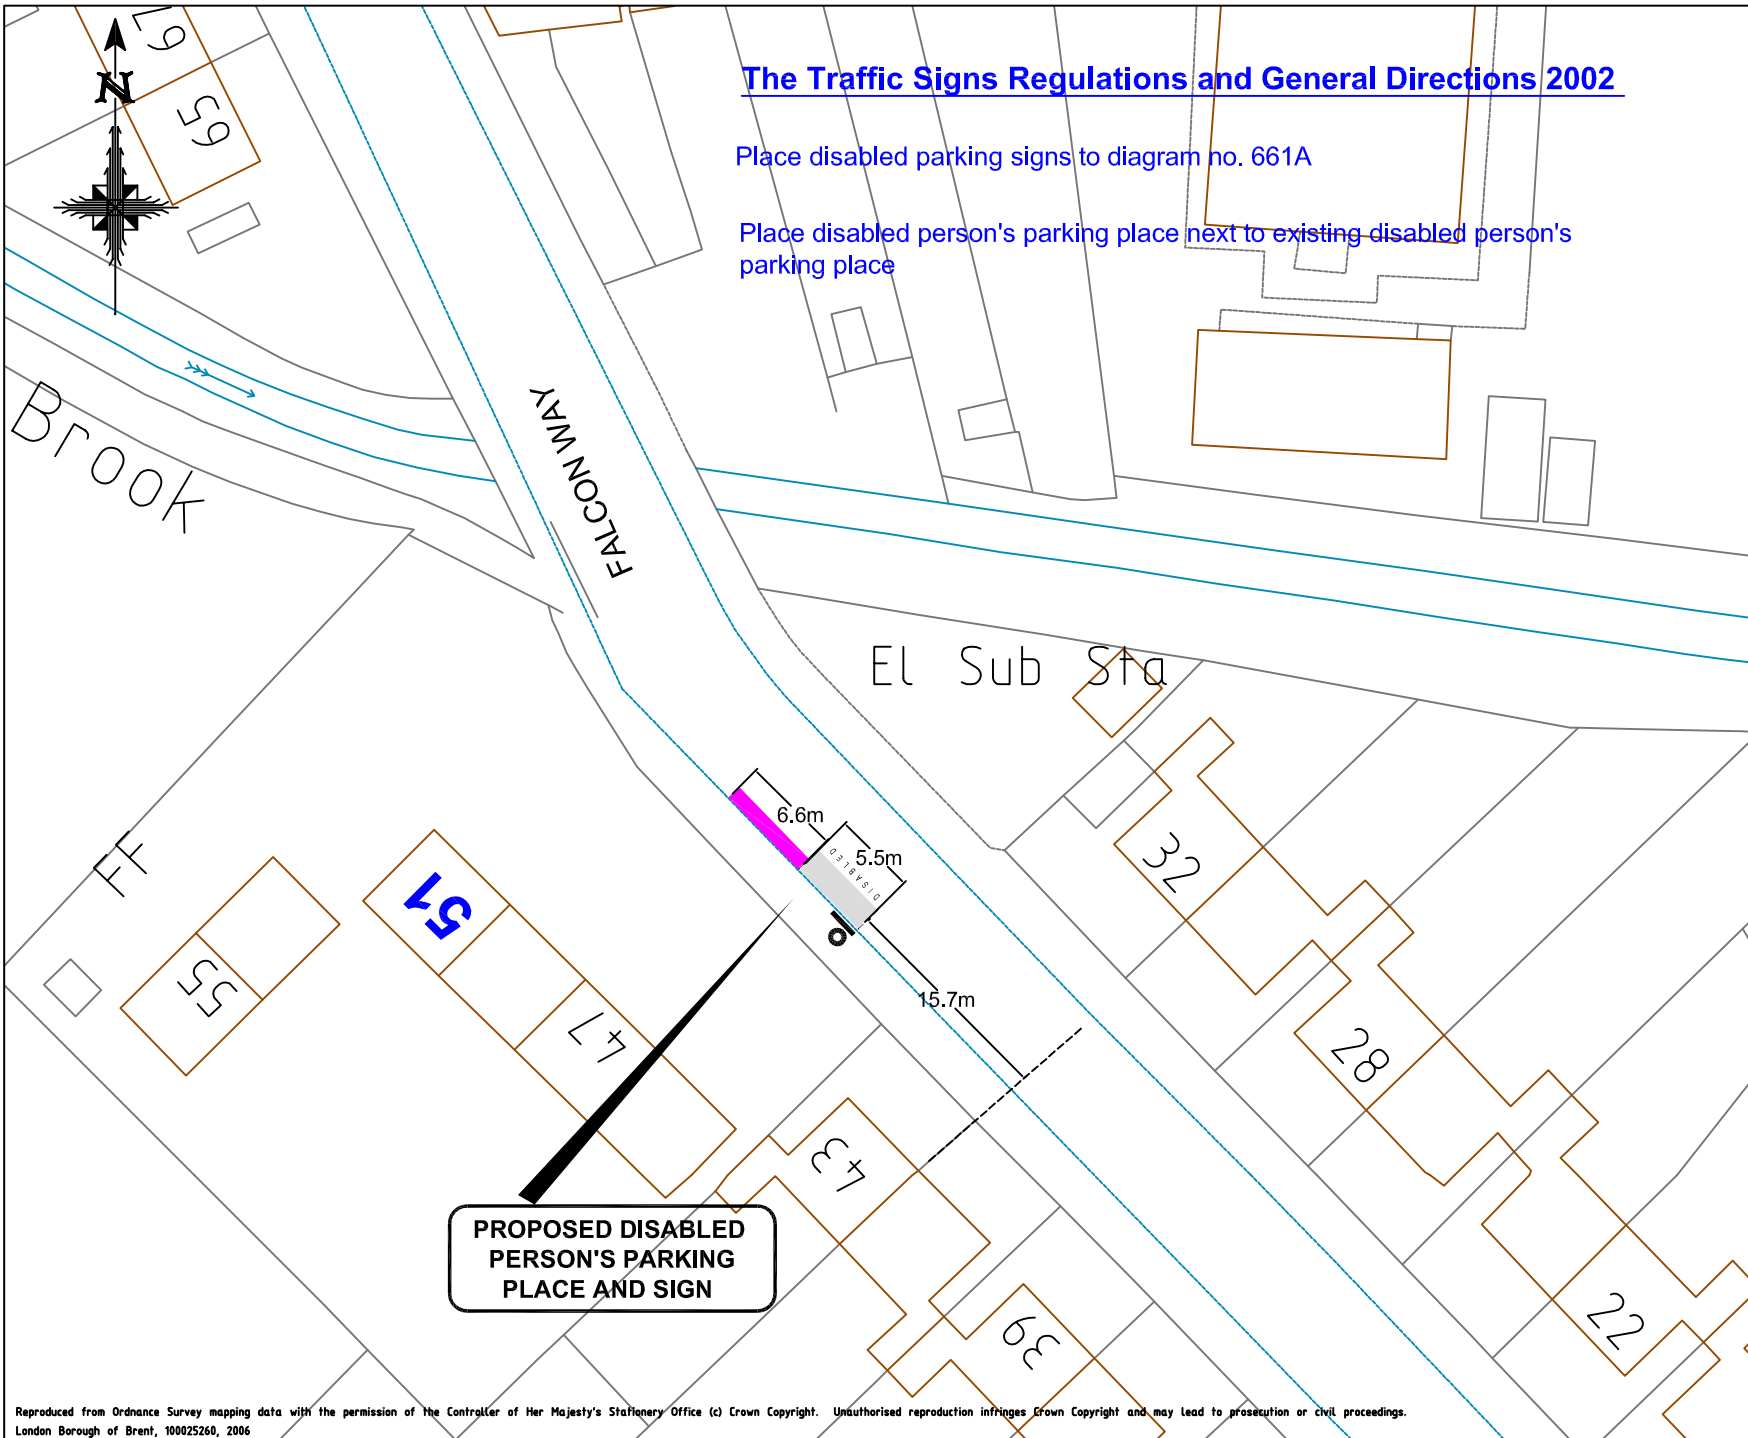 67
N
65
The Traffic Signs Regulations and General Directions 2002
Place disabled parking signs to diagram no. 661A
Place disabled person's parking place next to existing disabled person's
parking place
Brook
FALCON WAY
El Sub Sta
6.6m
5.5m
DISABLED
32
FF
51
55
15.7m
47
28
43
PROPOSED DISABLED
PERSON'S PARKING
PLACE AND SIGN
39
22
Reproduced from Ordnance Survey mapping data with the permission of the Controller of Her Majesty's Stationery Office (c) Crown Copyright. Unauthorised reproduction infringes Crown Copyright and may lead to prosecution or civil proceedings.
London Borough of Brent, 100025260, 2006